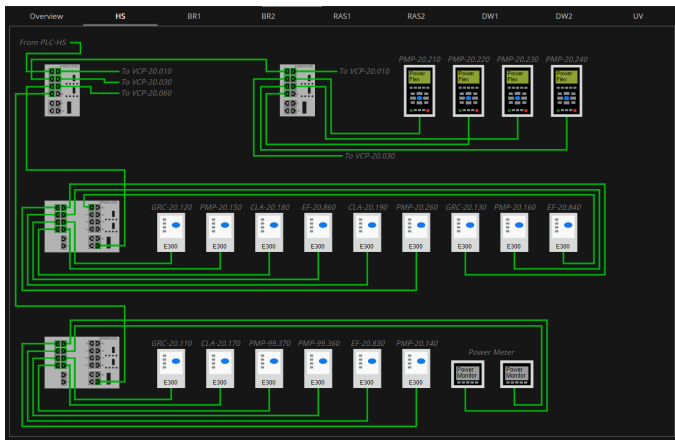 Overview HS BR1 BR2 RAS1 RAS2 DW1 DW2 UV
From PLC-HS
To VCP-20.010
To VCP-20.030
To VCP-20.060
To VCP-20.010
To VCP-20.030
PMP-20.210 PMP-20.220 PMP-20.230 PMP-20.240
Power Flex
Power Flex
Power Flex
Power Flex
GRC-20.120 PMP-20.150 CLA-20.180 EF-20.860 CLA-20.190 PMP-20.260 GRC-20.130 PMP-20.160 EF-20.840
E300 E300 E300 E300 E300 E300 E300 E300 E300
GRC-20.110 CLA-20.170 PMP-99.370 PMP-99.360 EF-20.830 PMP-20.140 Power Meter
Power Monitor
Power Monitor
E300 E300 E300 E300 E300 E300